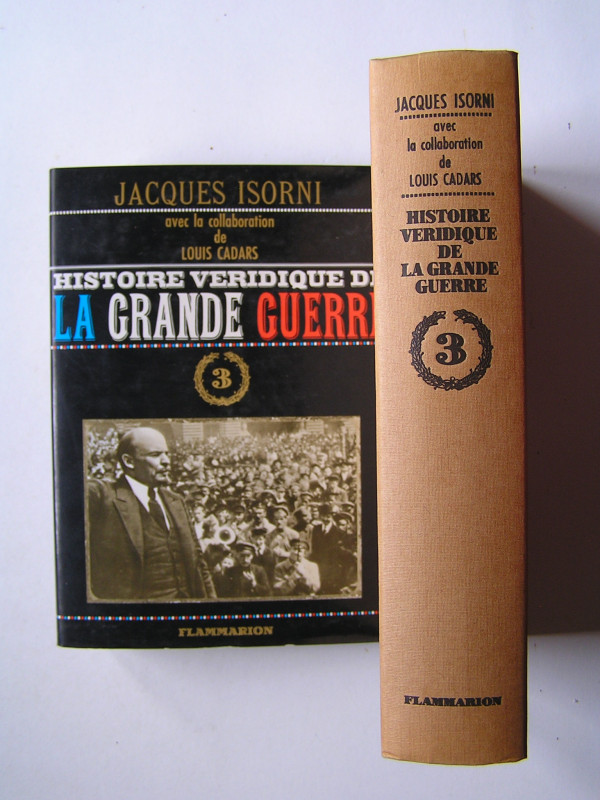 JACQUES ISORNI
avec la collaboration
de
LOUIS CADARS
HISTOIRE VERIDIQUE DE
LA GRANDE GUERRE
3
FLAMMARION
JACQUES ISORNI
avec
la collaboration
de
LOUIS CADARS
HISTOIRE
VERIDIQUE
DE
LA GRANDE
GUERRE
3
FLAMMARION